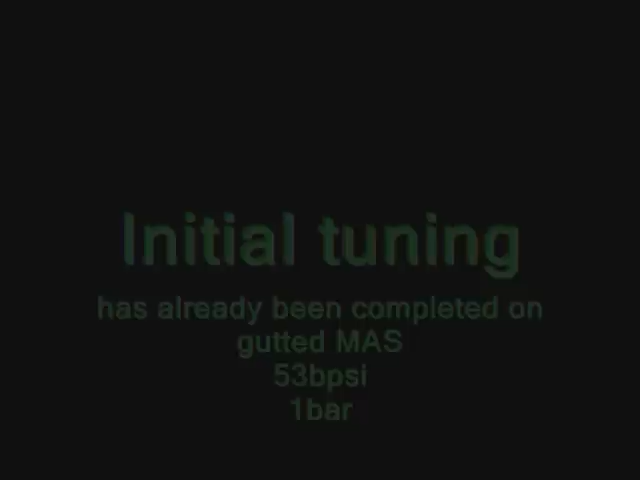 Initial tuning
has already been completed on
gutted MAS
53bpsi
1bar